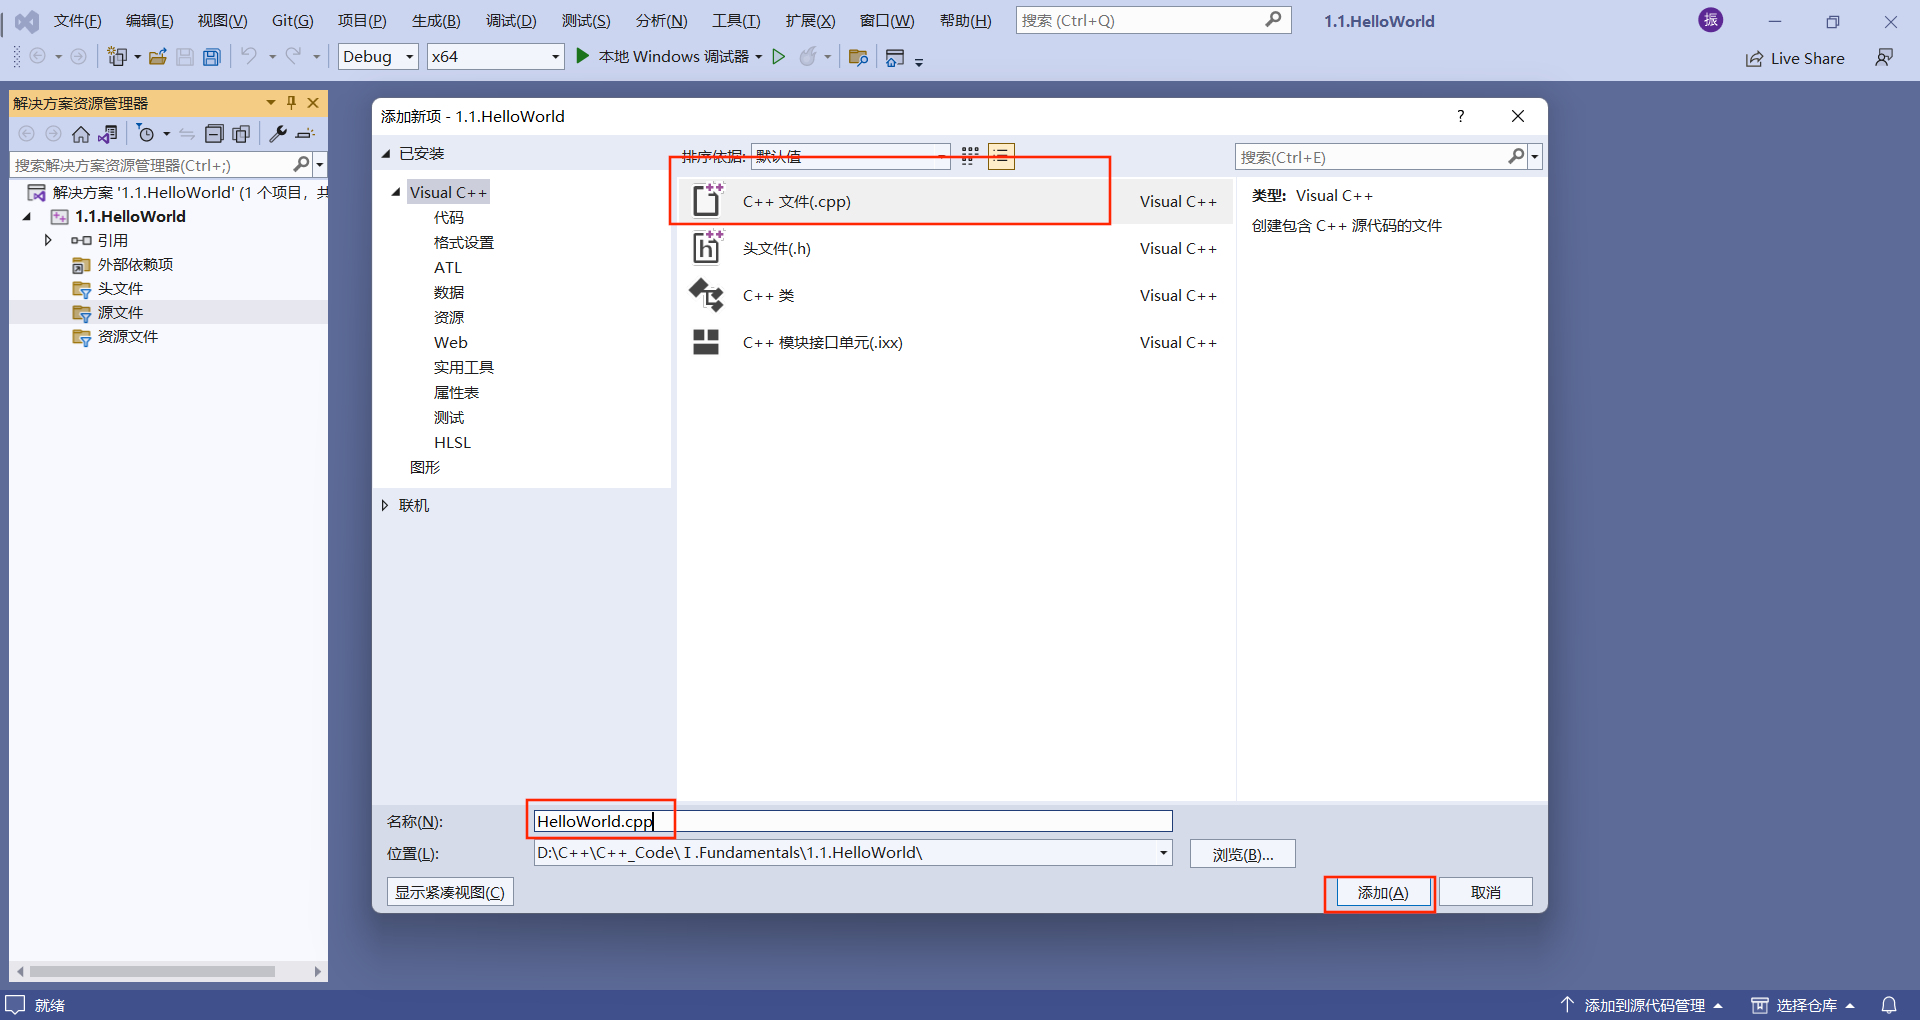 文件(F) 编辑(E) 视图(V) Git(G) 项目(P) 生成(B) 调试(D) 测试(S) 分析(N) 工具(T) 扩展(X) 窗口(W) 帮助(H) 搜索 (Ctrl+Q) 1.1.HelloWorld 振
Debug x64 本地 Windows 调试器 Live Share
解决方案资源管理器
搜索解决方案资源管理器(Ctrl+;)
解决方案 '1.1.HelloWorld' (1 个项目，共
1.1.HelloWorld
引用
外部依赖项
头文件
源文件
资源文件
添加新项 - 1.1.HelloWorld
已安装
Visual C++
代码
格式设置
ATL
数据
资源
Web
实用工具
属性表
测试
HLSL
图形
联机
排序依据: 默认值
C++ 文件(.cpp) Visual C++
头文件(.h) Visual C++
C++ 类 Visual C++
C++ 模块接口单元(.ixx) Visual C++
搜索(Ctrl+E)
类型: Visual C++
创建包含 C++ 源代码的文件
名称(N): HelloWorld.cpp
位置(L): D:\C++\C++_Code\Ⅰ.Fundamentals\1.1.HelloWorld\ 浏览(B)...
显示紧凑视图(C) 添加(A) 取消
就绪 添加到源代码管理 选择仓库